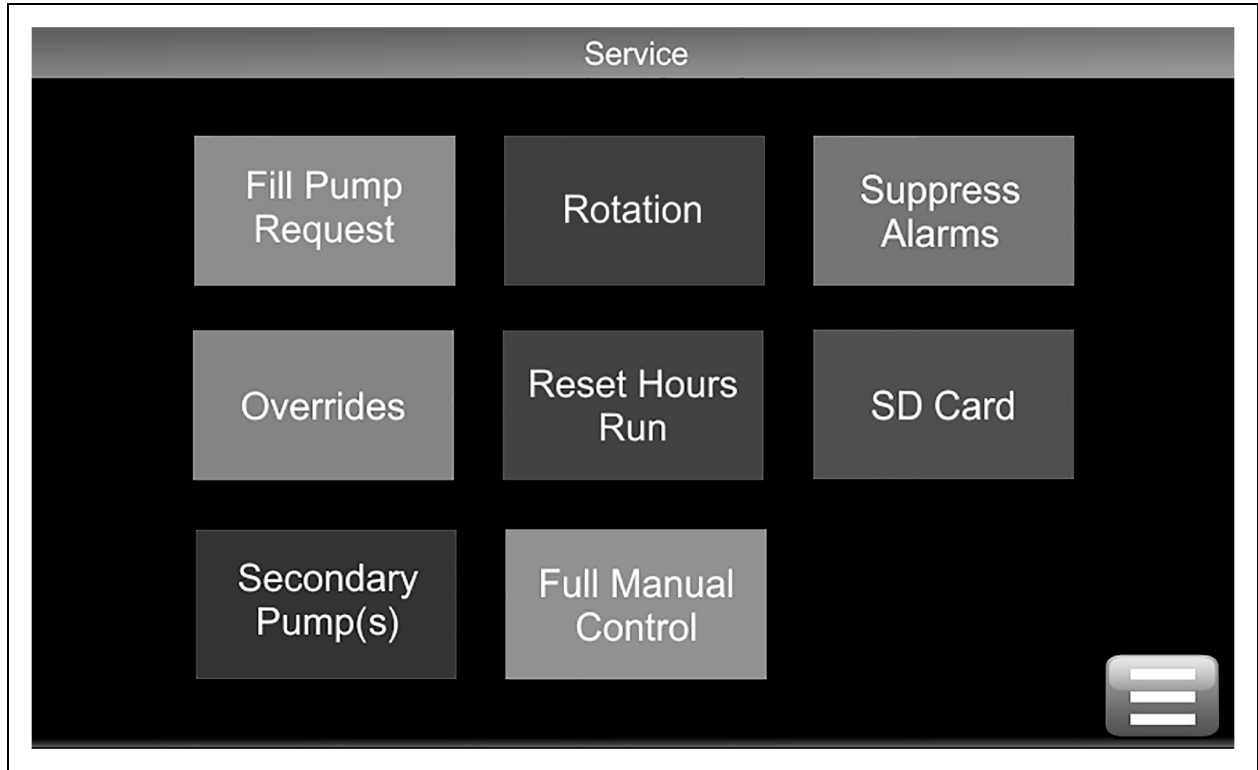 Service
Fill Pump
Request
Rotation
Suppress
Alarms
Overrides
Reset Hours
Run
SD Card
Secondary
Pump(s)
Full Manual
Control